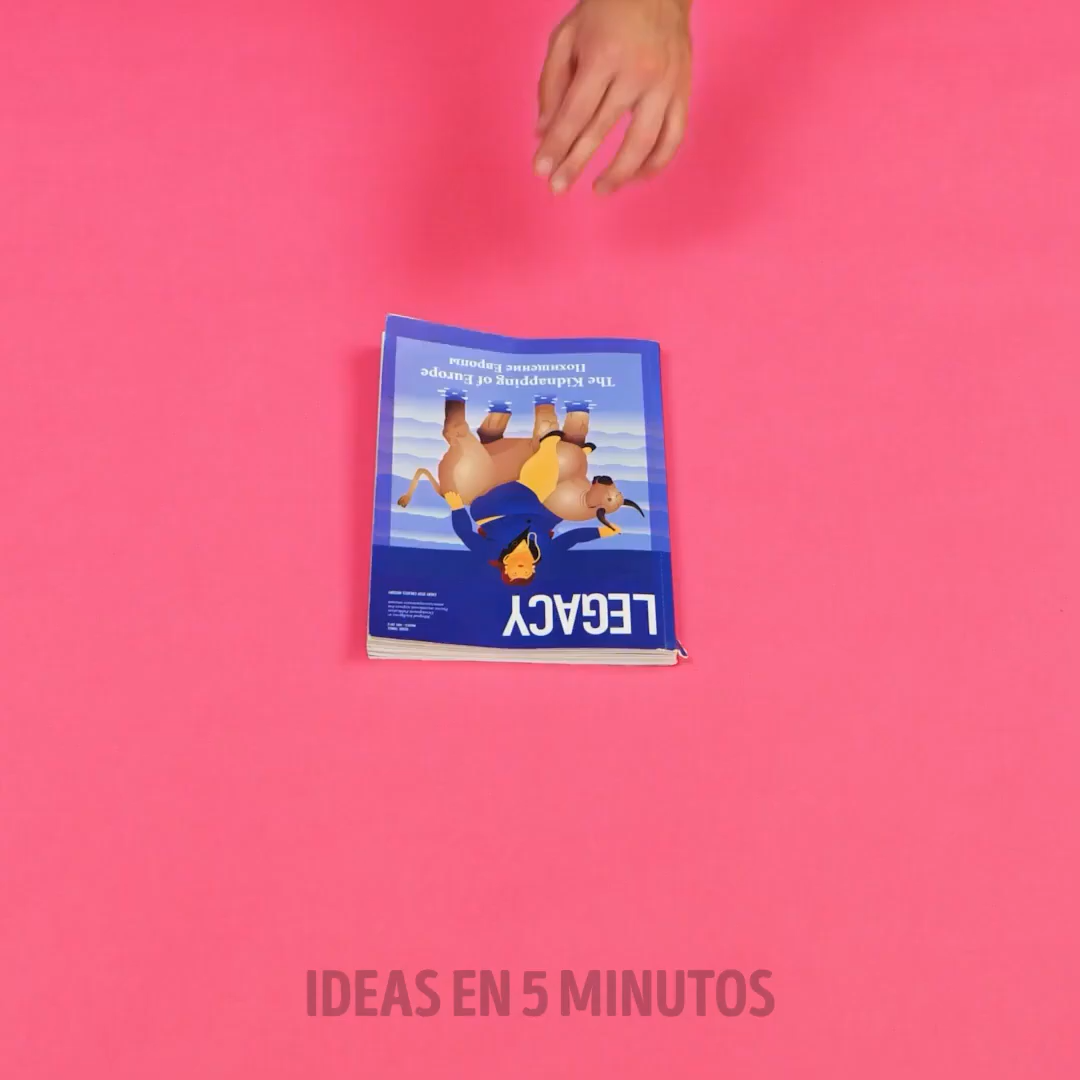 LEGACY
The Kidnapping of Europe
Похищение Европы
IDEAS EN 5 MINUTOS